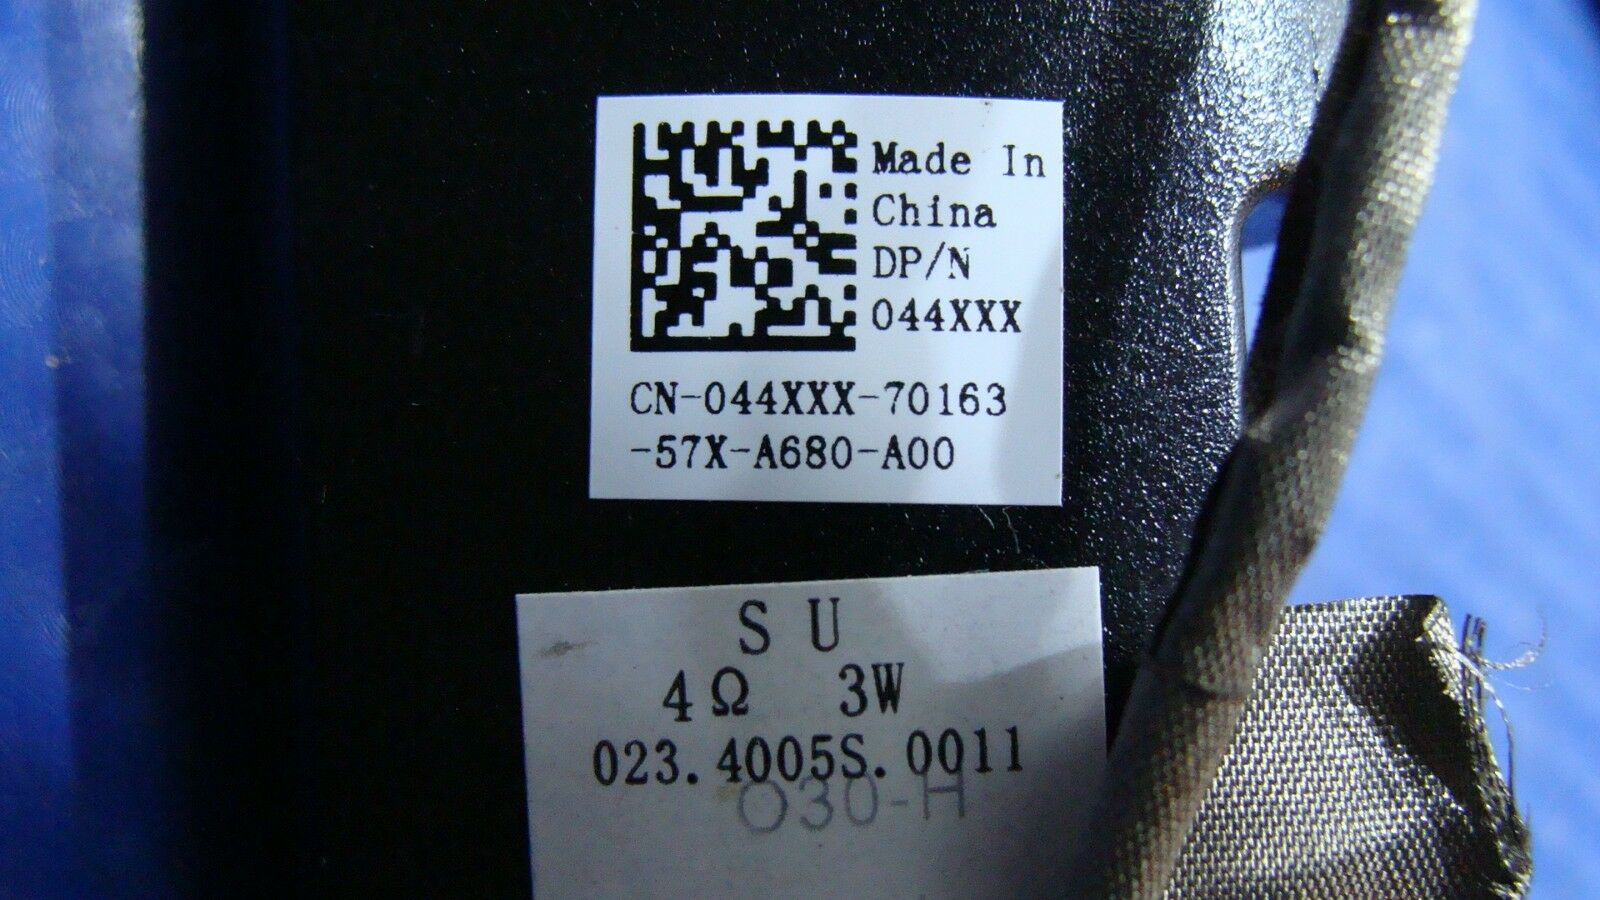 Made In
China
DP/N
044XXX
CN-044XXX-70163
-57X-A680-A00
S U
4Ω 3W
023.4005S.0011
O30-H